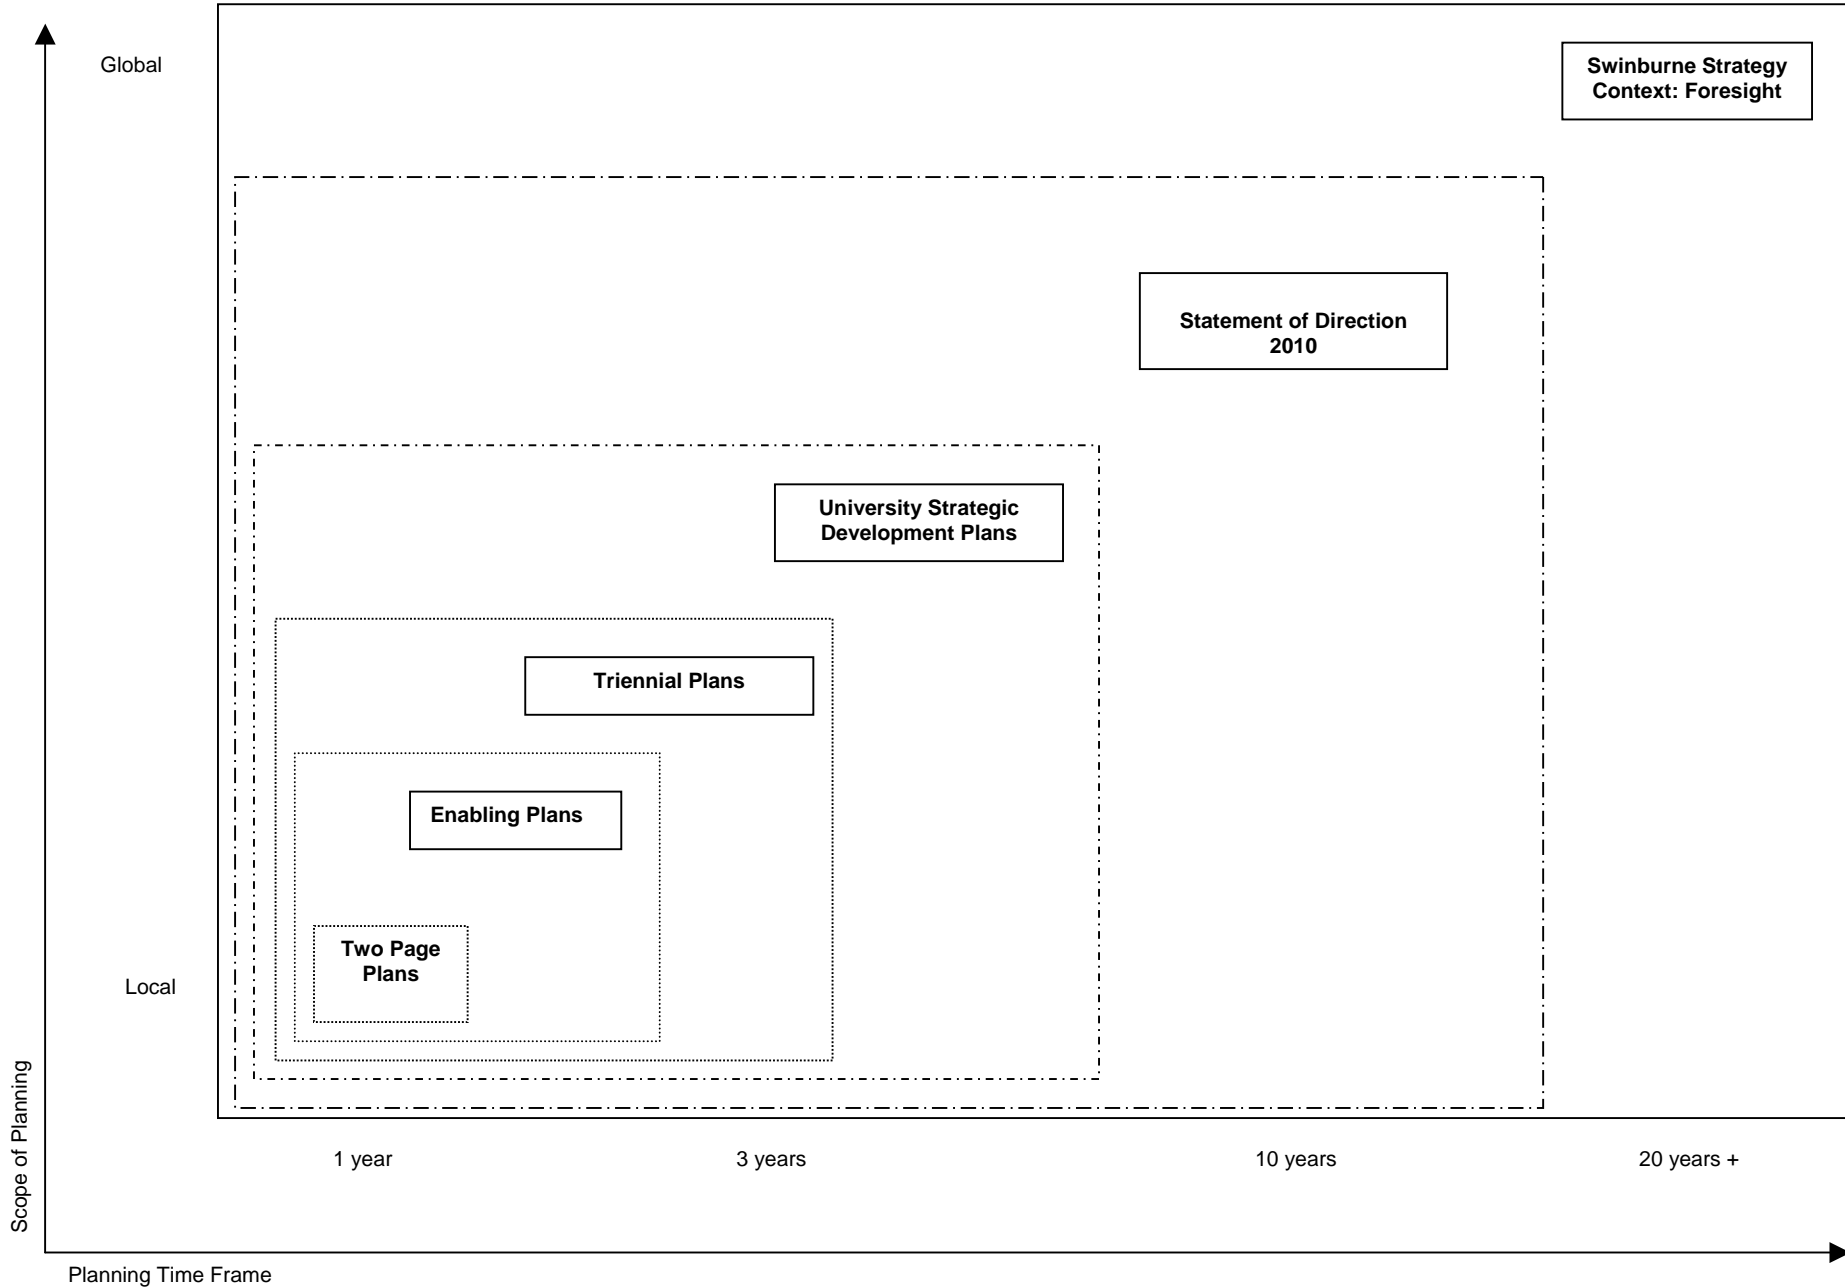 Global
Swinburne Strategy
Context: Foresight
Statement of Direction
2010
University Strategic
Development Plans
Triennial Plans
Enabling Plans
Two Page
Plans
Local
Scope of Planning
1 year
3 years
10 years
20 years +
Planning Time Frame